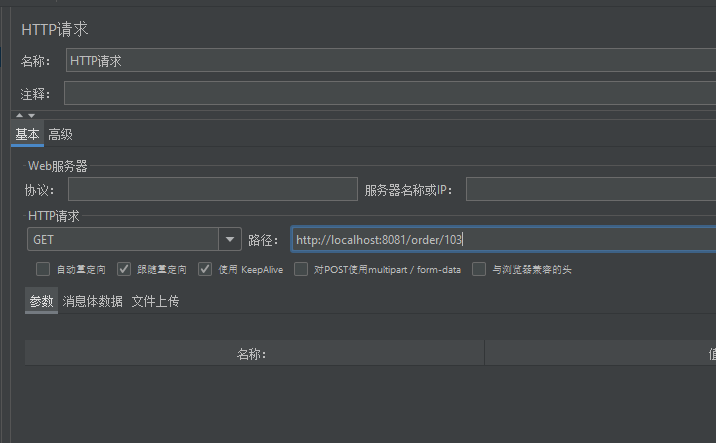 HTTP请求
名称： HTTP请求
注释：
基本 高级
Web服务器
协议： 服务器名称或IP：
HTTP请求
GET 路径： http://localhost:8081/order/103
自动重定向 跟随重定向 使用 KeepAlive 对POST使用multipart / form-data 与浏览器兼容的头
参数 消息体数据 文件上传
名称：